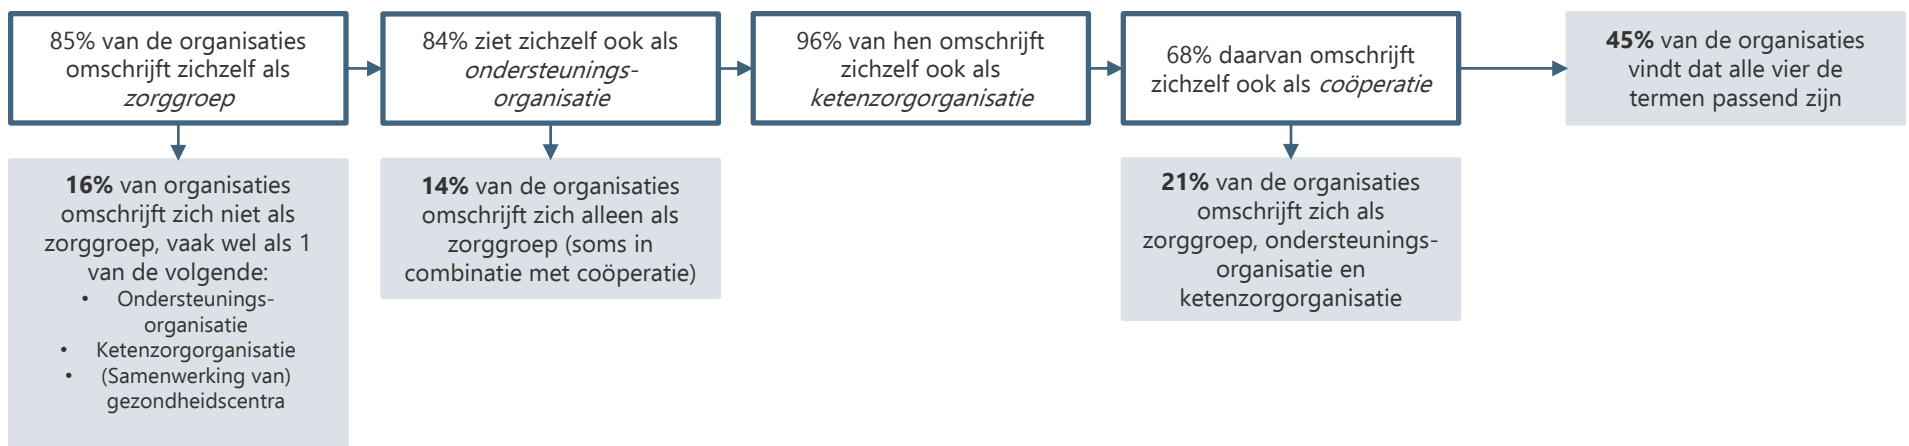 85% van de organisaties
omschrijft zichzelf als
zorggroep
84% ziet zichzelf ook als
ondersteunings-
organisatie
96% van hen omschrijft
zichzelf ook als
ketenzorgorganisatie
68% daarvan omschrijft
zichzelf ook als coöperatie
45% van de organisaties
vindt dat alle vier de
termen passend zijn
16% van organisaties
omschrijft zich niet als
zorggroep, vaak wel als 1
van de volgende:
• Ondersteunings-
organisatie
• Ketenzorgorganisatie
• (Samenwerking van)
gezondheidscentra
14% van de organisaties
omschrijft zich alleen als
zorggroep (soms in
combinatie met coöperatie)
21% van de organisaties
omschrijft zich als
zorggroep, ondersteunings-
organisatie en
ketenzorgorganisatie